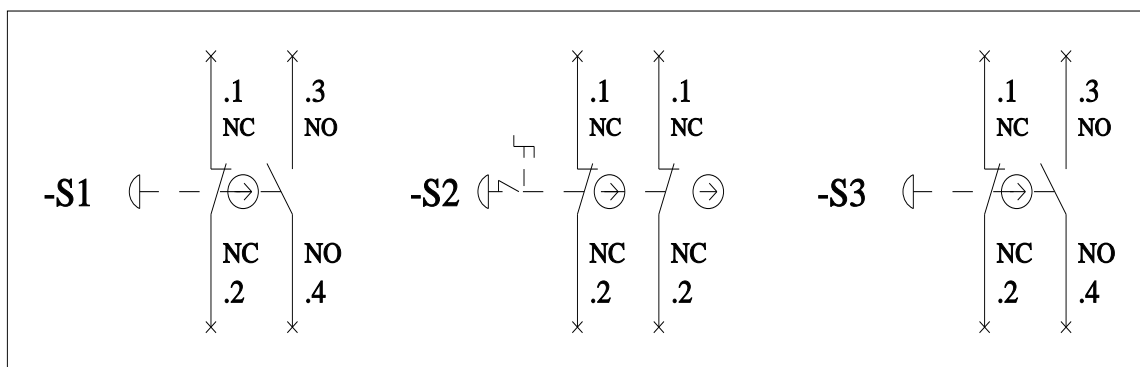 .1 .3 .1 .1 .1 .3
NC NO NC NC NC NO
-S1 -S2 -S3
NC NO NC NC NC NO
.2 .4 .2 .2 .2 .4